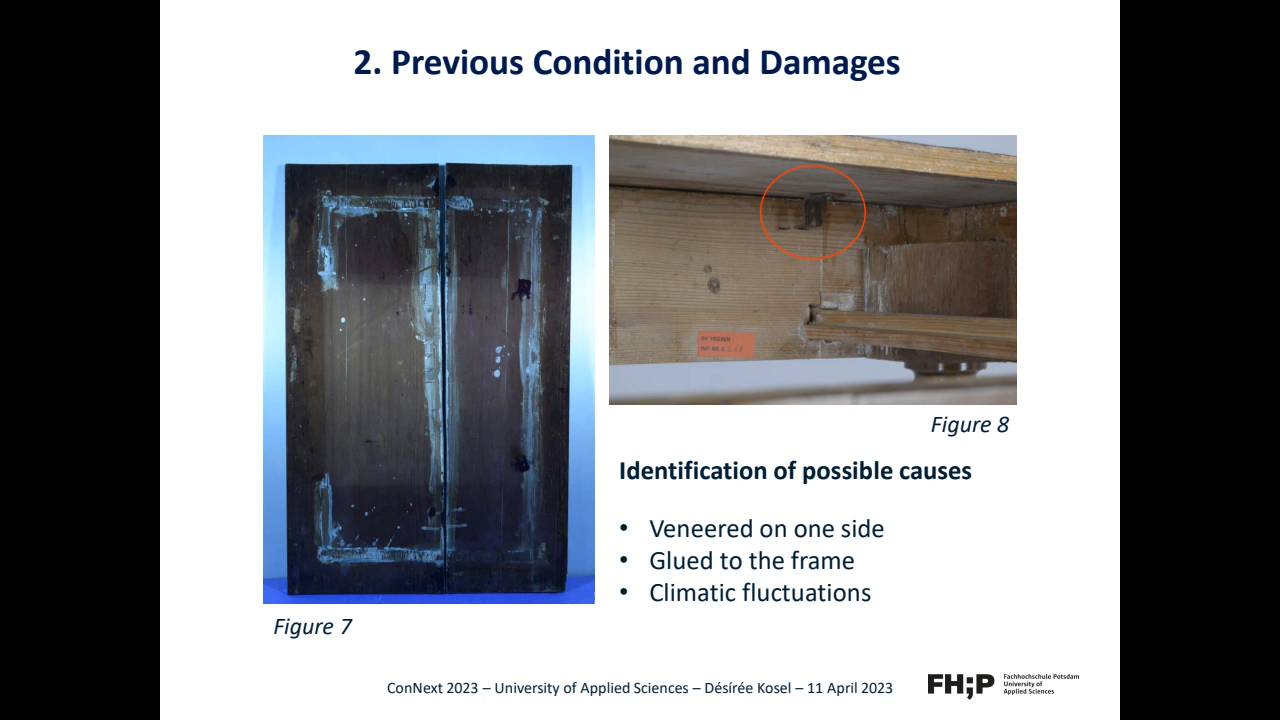 2. Previous Condition and Damages
Figure 8
Identification of possible causes
• Veneered on one side
• Glued to the frame
• Climatic fluctuations
Figure 7
ConNext 2023 – University of Applied Sciences – Désírée Kosel – 11 April 2023
FH;P
Fachhochschule Potsdam
University of
Applied Sciences